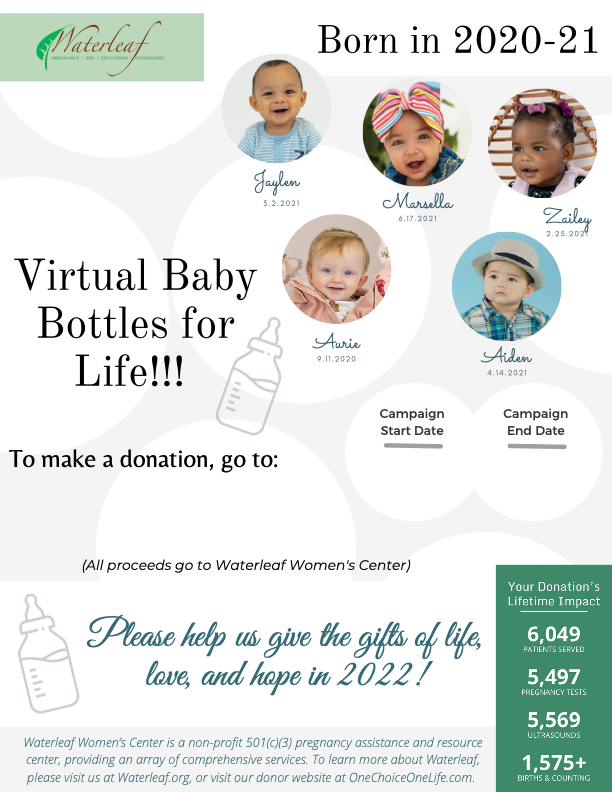 Waterleaf
PREGNANCY | STD | EDUCATION | COUNSELING
Born in 2020-21
Jaylen
3.2.2021
Marsella
6.17.2021
Zailey
2.25.2021
Virtual Baby
Bottles for
Life!!!
Aurie
9.11.2020
Aiden
4.14.2021
Campaign
Start Date
Campaign
End Date
To make a donation, go to:
(All proceeds go to Waterleaf Women's Center)
Your Donation's
Lifetime Impact
6,049
PATIENTS SERVED
5,497
PREGNANCY TESTS
5,569
ULTRASOUNDS
1,575+
BIRTHS & COUNTING
Please help us give the gifts of life,
love, and hope in 2022!
Waterleaf Women's Center is a non-profit 501(c)(3) pregnancy assistance and resource
center, providing an array of comprehensive services. To learn more about Waterleaf,
please visit us at Waterleaf.org, or visit our donor website at OneChoiceOneLife.com.